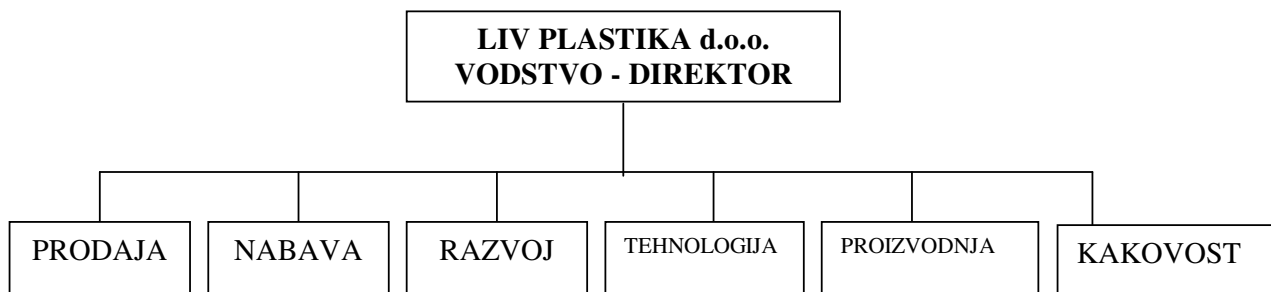 LIV PLASTIKA d.o.o.
VODSTVO - DIREKTOR
PRODAJA
NABAVA
RAZVOJ
TEHNOLOGIJA
PROIZVODNJA
KAKOVOST